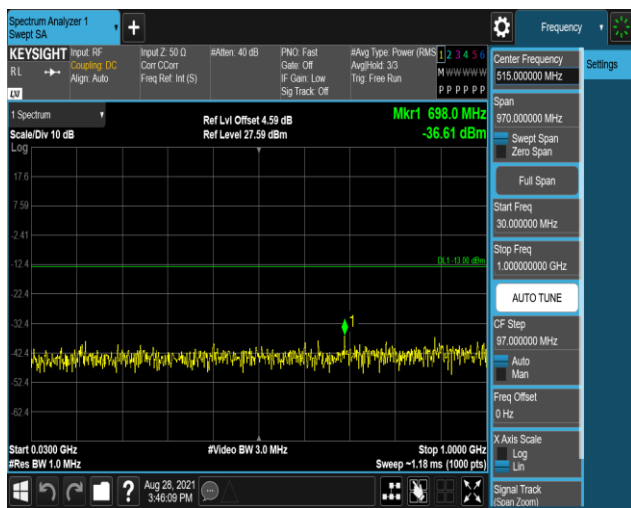 Spectrum Analyzer 1
Swept SA
Frequency
KEYSIGHT
RL
LXI
Input: RF
Coupling: DC
Align: Auto
Input Z: 50 Ω
Corr CCorr
Freq Ref: Int (S)
#Atten: 40 dB
PNO: Fast
Gate: Off
IF Gain: Low
Sig Track: Off
#Avg Type: Power (RMS
Avg|Hold: 3/3
Trig: Free Run
1 2 3 4 5 6
M W W W W W
P P P P P P
1 Spectrum
Scale/Div 10 dB
Log
Ref Lvl Offset 4.59 dB
Ref Level 27.59 dBm
Mkr1 698.0 MHz
-36.61 dBm
17.6
7.59
-2.41
-12.4
DL1 -13.00 dBm
-22.4
-32.4
1
-42.4
-52.4
-62.4
Start 0.0300 GHz
#Res BW 1.0 MHz
#Video BW 3.0 MHz
Stop 1.0000 GHz
Sweep ~1.18 ms (1000 pts)
?
Aug 28, 2021
3:46:09 PM
Center Frequency
515.000000 MHz
Settings
Span
970.000000 MHz
Swept Span
Zero Span
Full Span
Start Freq
30.000000 MHz
Stop Freq
1.000000000 GHz
AUTO TUNE
CF Step
97.000000 MHz
Auto
Man
Freq Offset
0 Hz
X Axis Scale
Log
Lin
Signal Track
(Span Zoom)